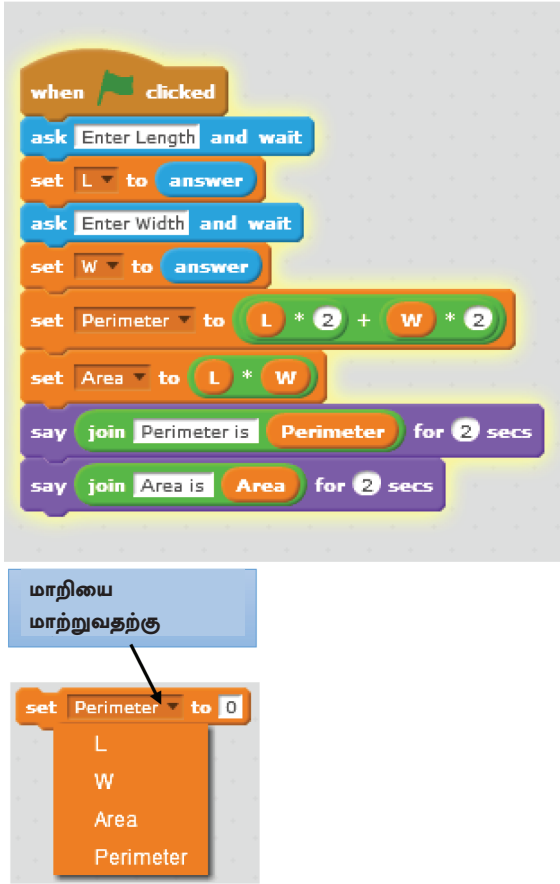 when clicked
ask Enter Length and wait
set L to answer
ask Enter Width and wait
set W to answer
set Perimeter to L * 2 + W * 2
set Area to L * W
say join Perimeter is Perimeter for 2 secs
say join Area is Area for 2 secs
மாறியை
மாற்றுவதற்கு
set Perimeter to 0
L
W
Area
Perimeter